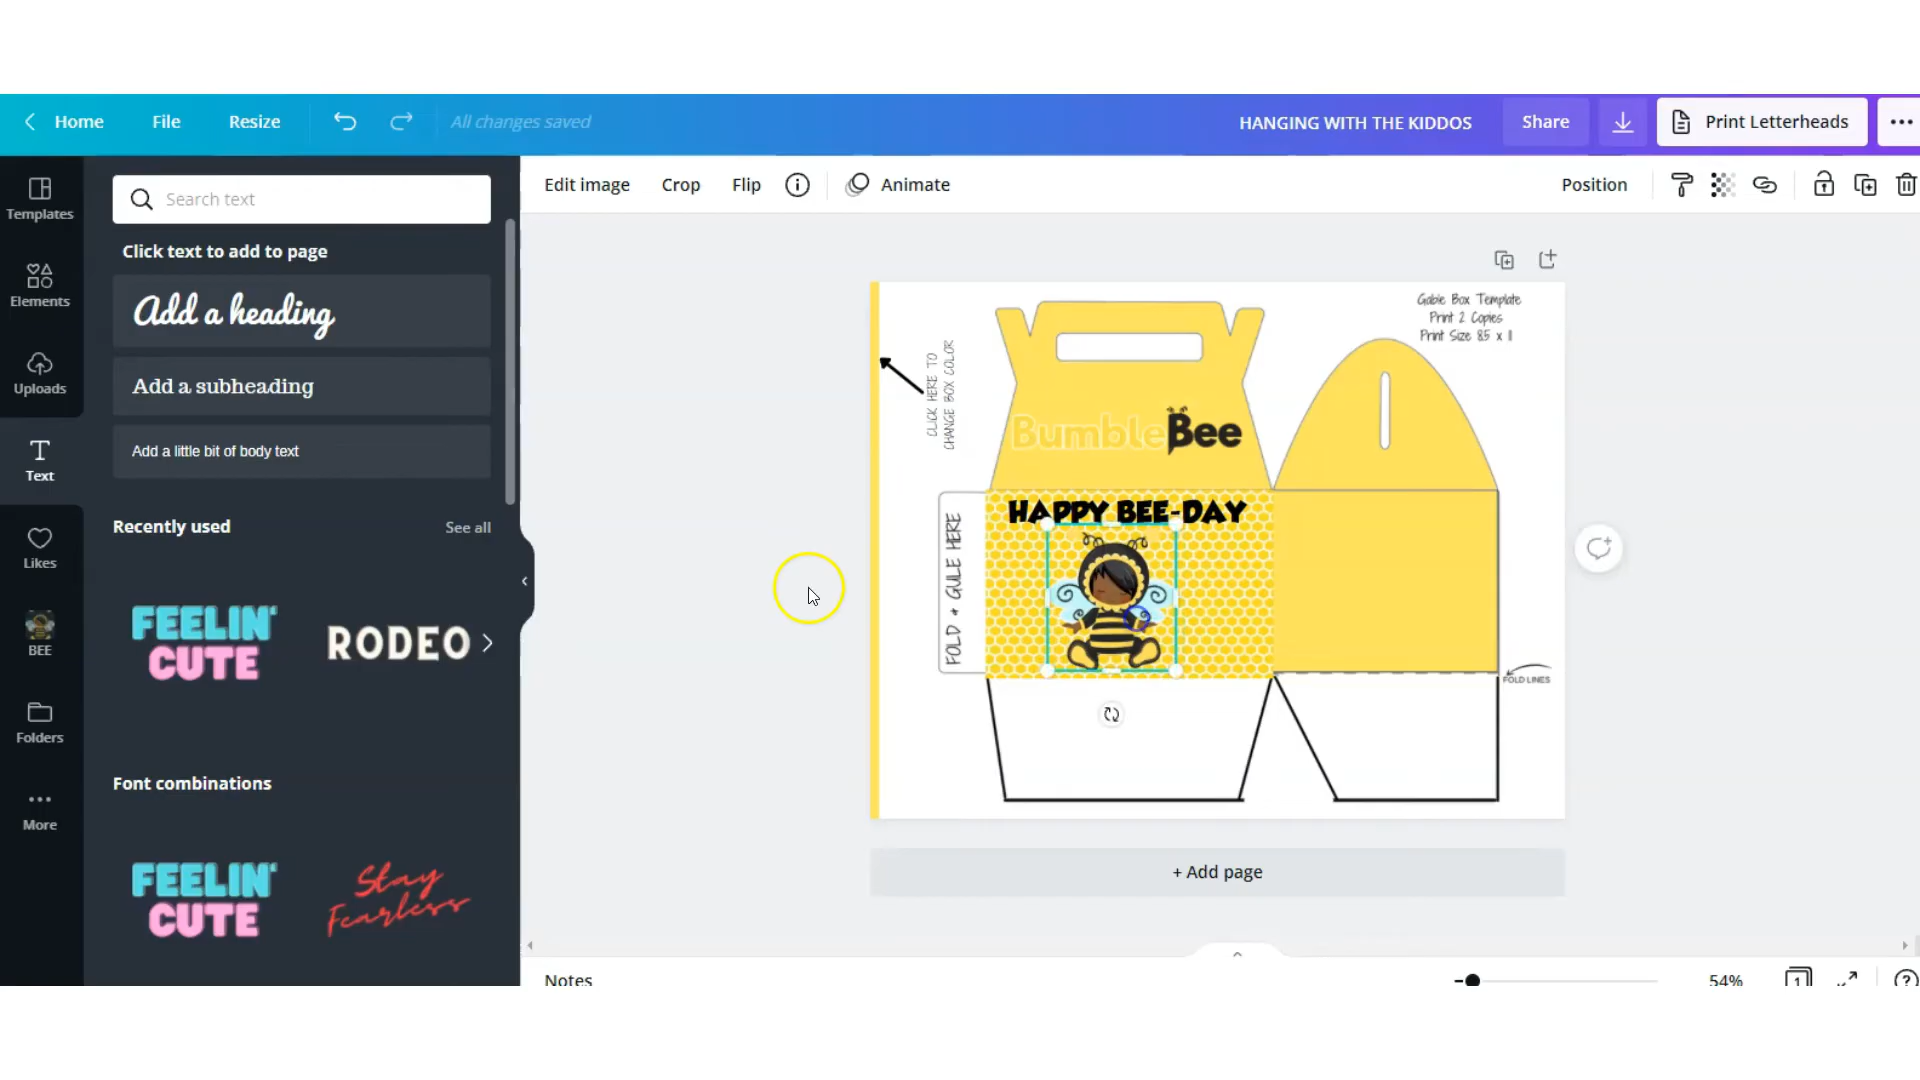 Home
File
Resize
All changes saved
HANGING WITH THE KIDDOS
Share
Print Letterheads
Templates
Elements
Uploads
Text
Likes
BEE
Folders
More
Search text
Click text to add to page
Add a heading
Add a subheading
Add a little bit of body text
Recently used
See all
FEELIN'
CUTE
RODEO
Font combinations
FEELIN'
CUTE
Stay
Fearless
Edit image
Crop
Flip
Animate
Position
Gable Box Template
Print 2 Copies
Print Size 8.5 x 11
CLICK HERE TO
CHANGE BOX COLOR
BumbleBee
HAPPY BEE-DAY
FOLD + GULE HERE
FOLD LINES
+ Add page
Notes
54%
1